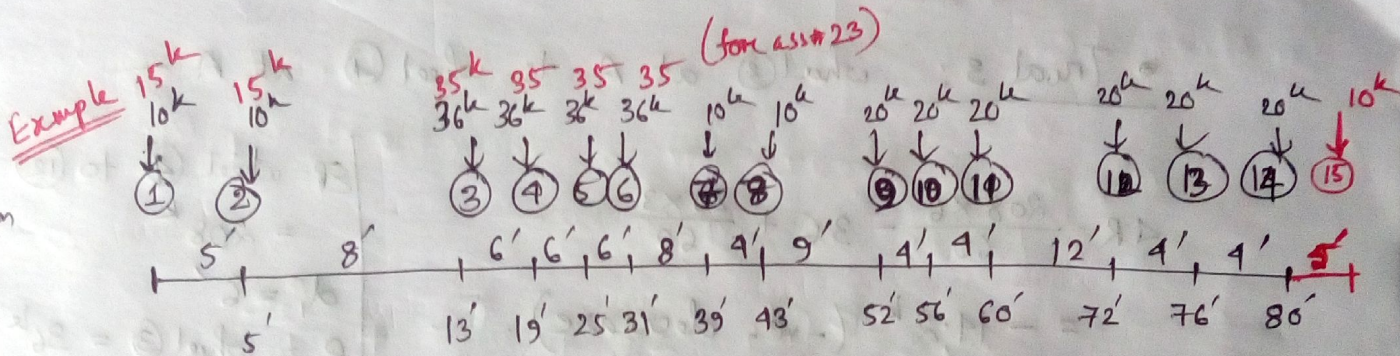 (for ass# 23)
Exmple 15k 15k 35k 35 35 35 10k
10k 10k 36k 36k 36k 36k 10k 10k 20k 20k 20k 20k 20k 20k
1 2 3 4 5 6 7 8 9 10 11 12 13 14 15
5' 8' 6' 6' 6' 8' 4' 9' 4' 4' 12' 4' 4' 5'
5' 13' 19' 25' 31' 39' 43' 52' 56' 60' 72' 76' 80'